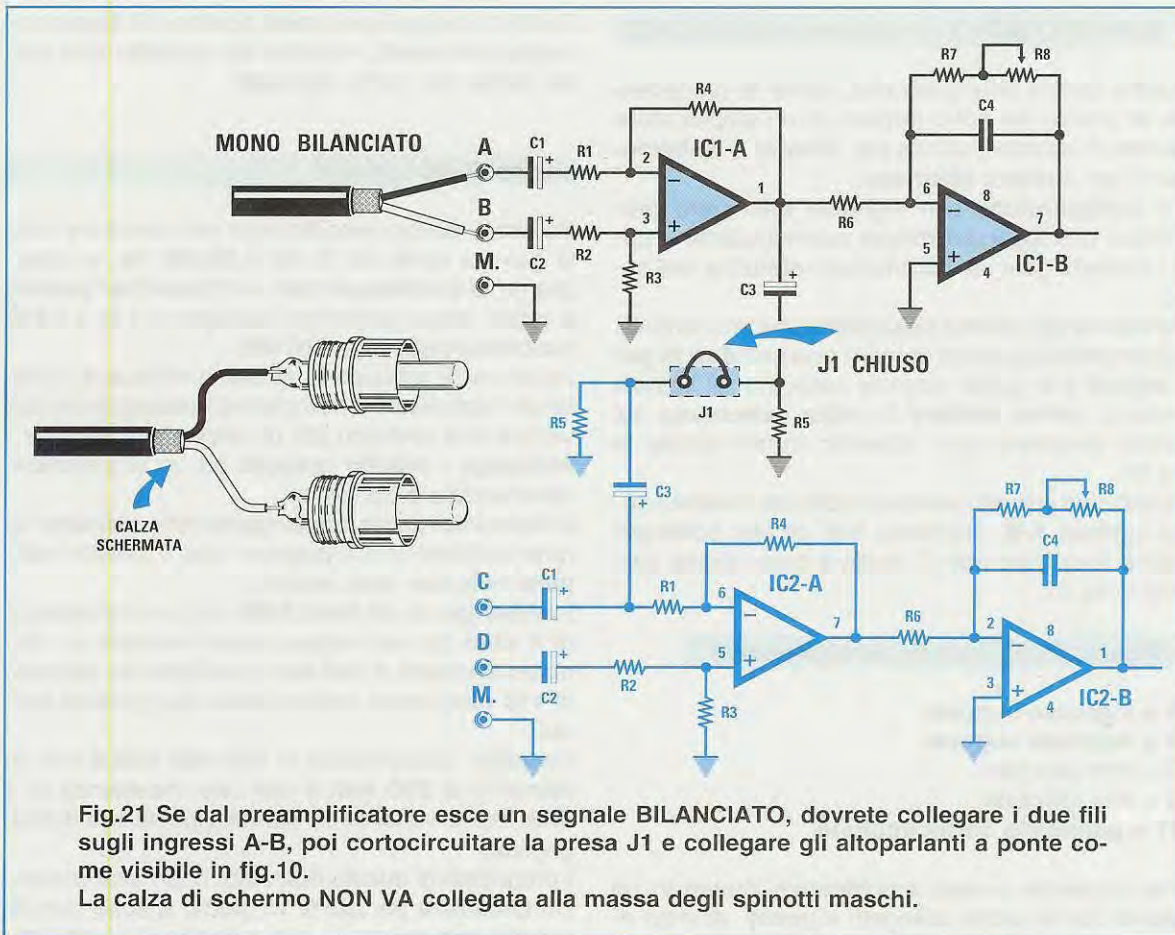 MONO BILANCIATO
A
C1
+
R1
R4
IC1-A
2
−
3
+
1
B
C2
+
R2
R3
M.
R6
R7
R8
C4
6
−
5
+
8
4
7
IC1-B
C3
+
J1 CHIUSO
J1
R5
R5
CALZA
SCHERMATA
C3
+
C
C1
+
R1
R4
IC2-A
6
−
5
+
7
D
C2
+
R2
R3
M.
R6
R7
R8
C4
2
−
3
+
8
4
1
IC2-B
Fig.21 Se dal preamplificatore esce un segnale BILANCIATO, dovrete collegare i due fili
sugli ingressi A-B, poi cortocircuitare la presa J1 e collegare gli altoparlanti a ponte co-
me visibile in fig.10.
La calza di schermo NON VA collegata alla massa degli spinotti maschi.